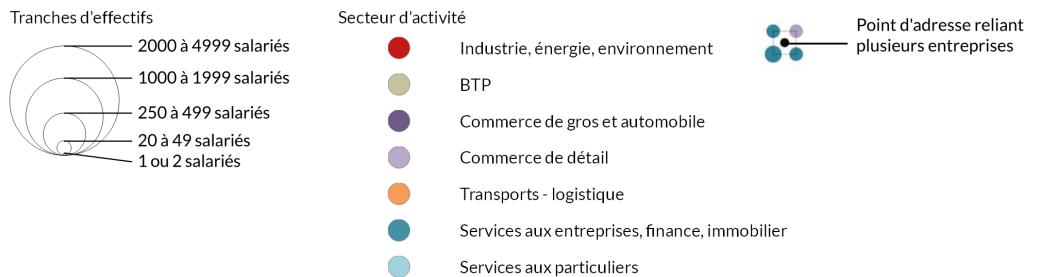 Tranches d'effectifs
2000 à 4999 salariés
1000 à 1999 salariés
250 à 499 salariés
20 à 49 salariés
1 ou 2 salariés
Secteur d'activité
Industrie, énergie, environnement
BTP
Commerce de gros et automobile
Commerce de détail
Transports - logistique
Services aux entreprises, finance, immobilier
Services aux particuliers
Point d'adresse reliant
plusieurs entreprises